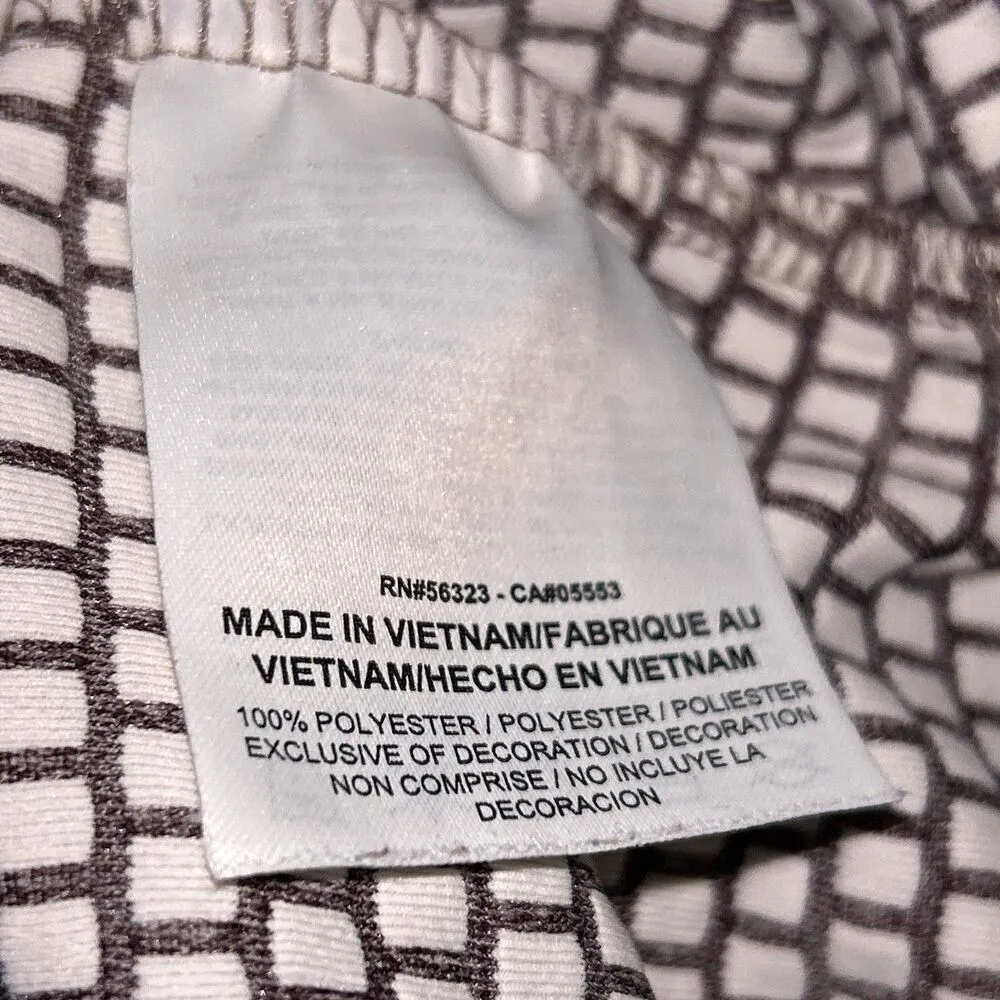 RN#56323 - CA#05553
MADE IN VIETNAM/FABRIQUE AU
VIETNAM/HECHO EN VIETNAM
100% POLYESTER / POLYESTER / POLIESTER
EXCLUSIVE OF DECORATION / DECORATION
NON COMPRISE / NO INCLUYE LA
DECORACION